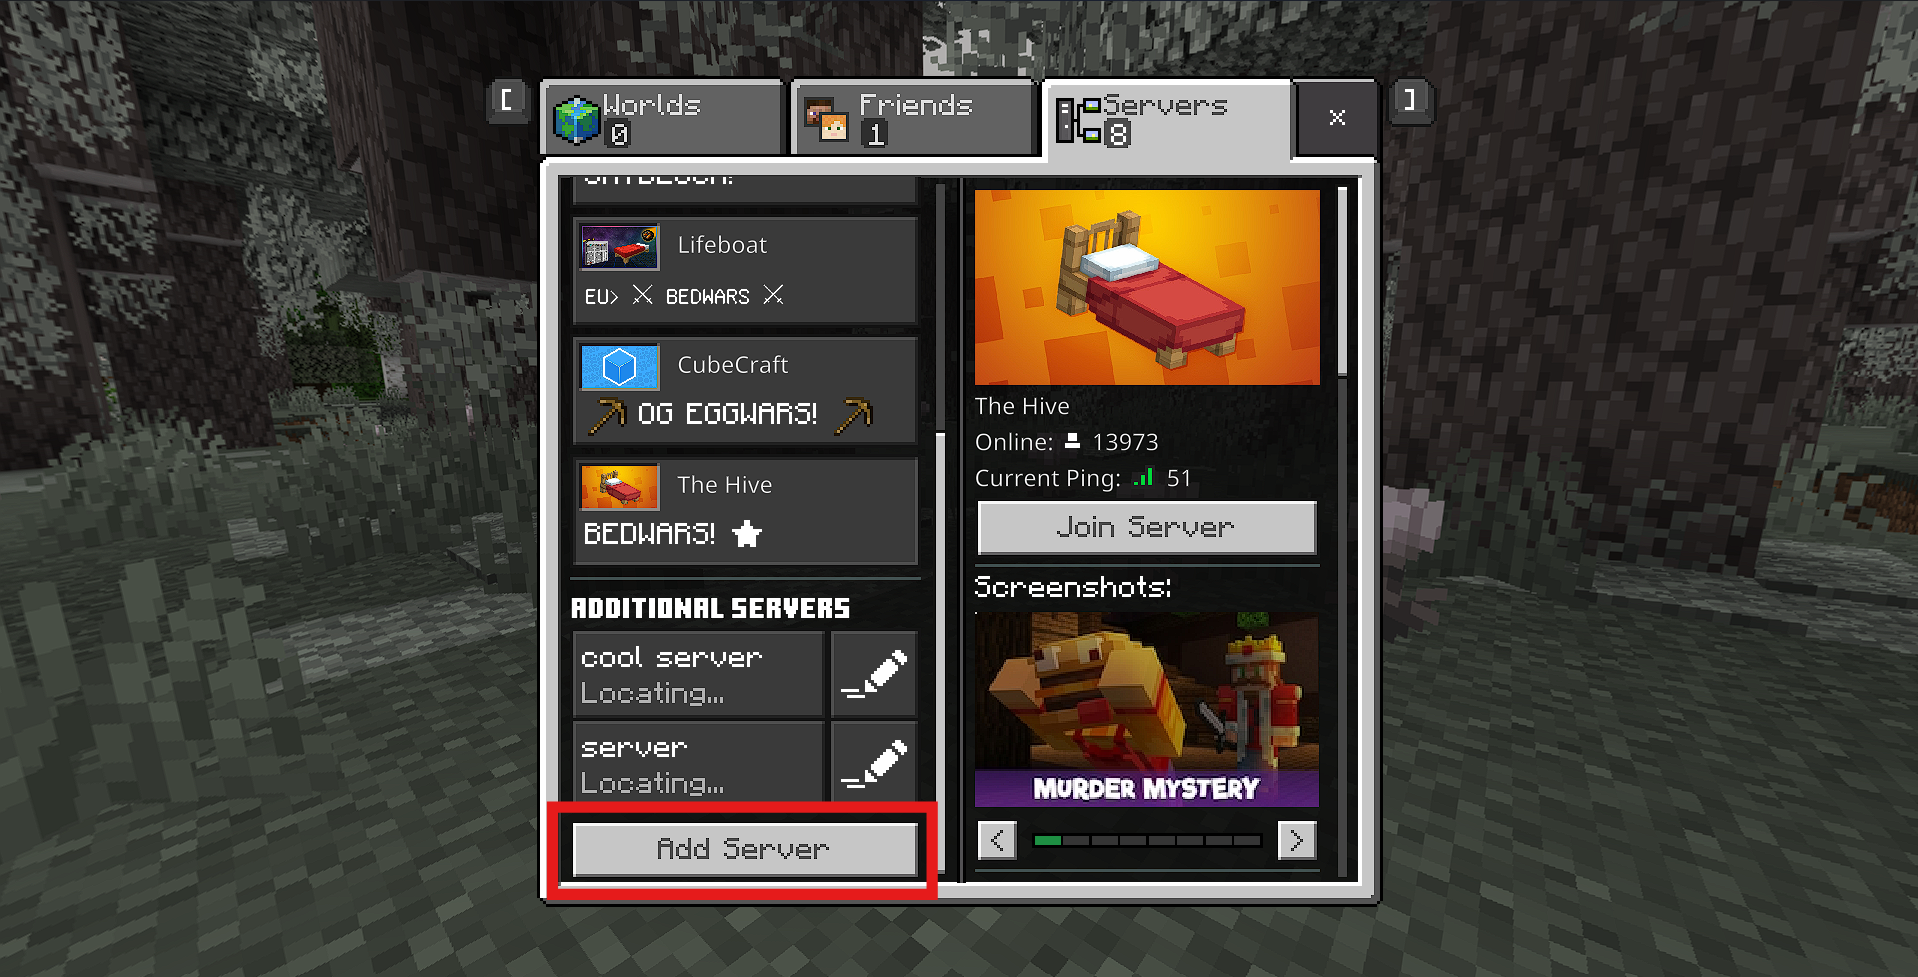 [
Worlds
0
Friends
1
Servers
8
×
]
Lifeboat
EU> ⚔ BEDWARS ⚔
CubeCraft
OG EGGWARS!
The Hive
BEDWARS! ★
ADDITIONAL SERVERS
cool server
Locating...
server
Locating...
Add Server
The Hive
Online: 13973
Current Ping: 51
Join Server
Screenshots:
MURDER MYSTERY
<
>